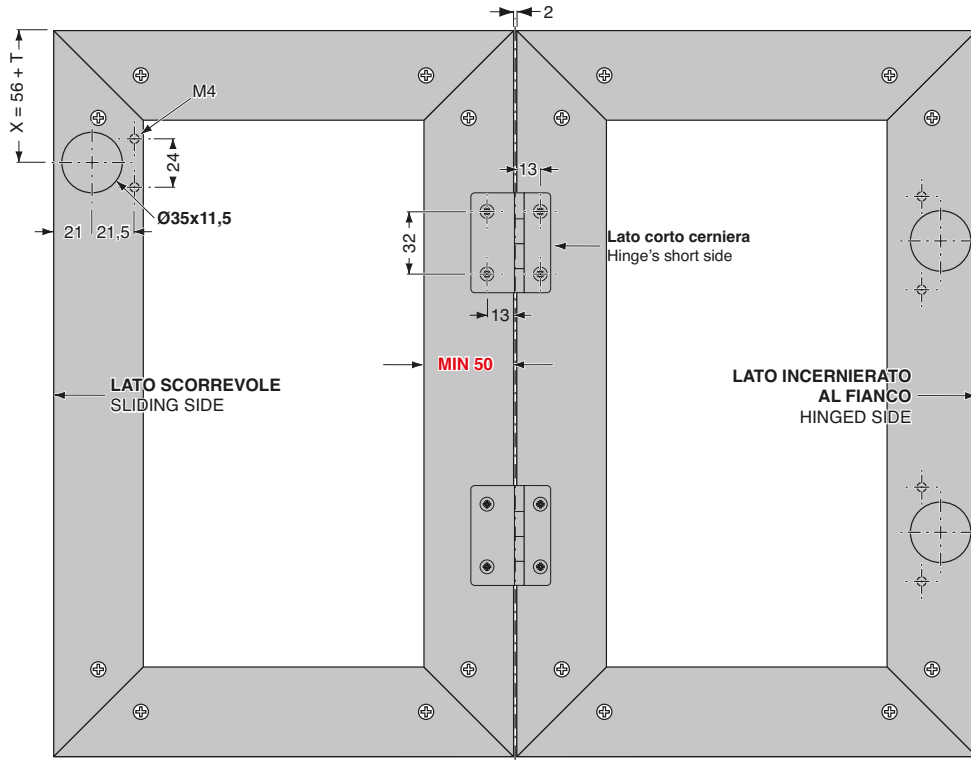 2
X = 56 + T
M4
24
13
Ø35x11,5
21
21,5
32
Lato corto cerniera
Hinge's short side
13
MIN 50
LATO SCORREVOLE
SLIDING SIDE
LATO INCERNIERATO
AL FIANCO
HINGED SIDE